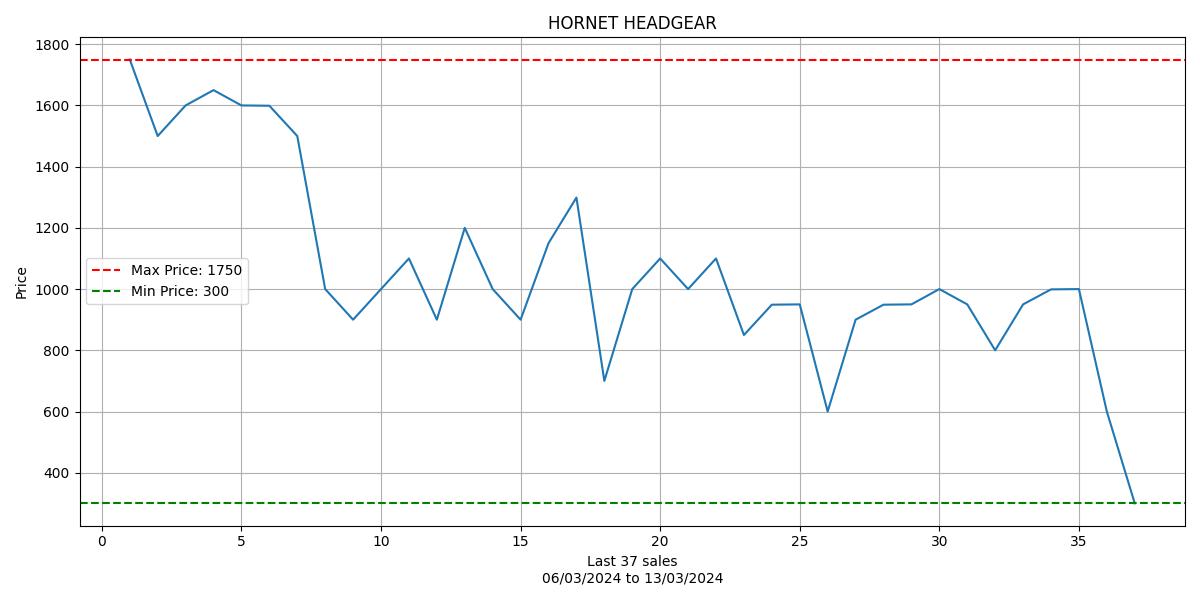 HORNET HEADGEAR
1800
1600
1400
1200
1000
800
600
400
Price
Max Price: 1750
Min Price: 300
0 5 10 15 20 25 30 35
Last 37 sales
06/03/2024 to 13/03/2024